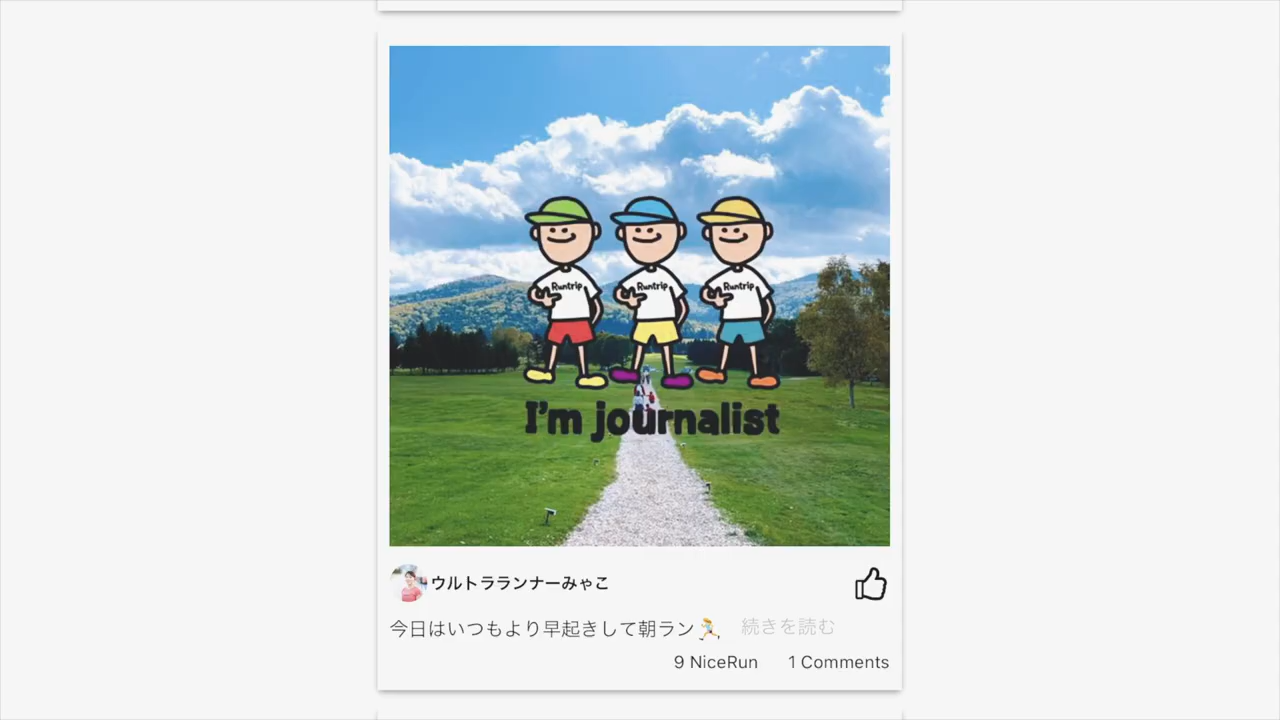 Runtrip Runtrip Runtrip
I'm journalist
ウルトラランナーみゃこ
今日はいつもより早起きして朝ラン🏃 続きを読む
9 NiceRun 1 Comments